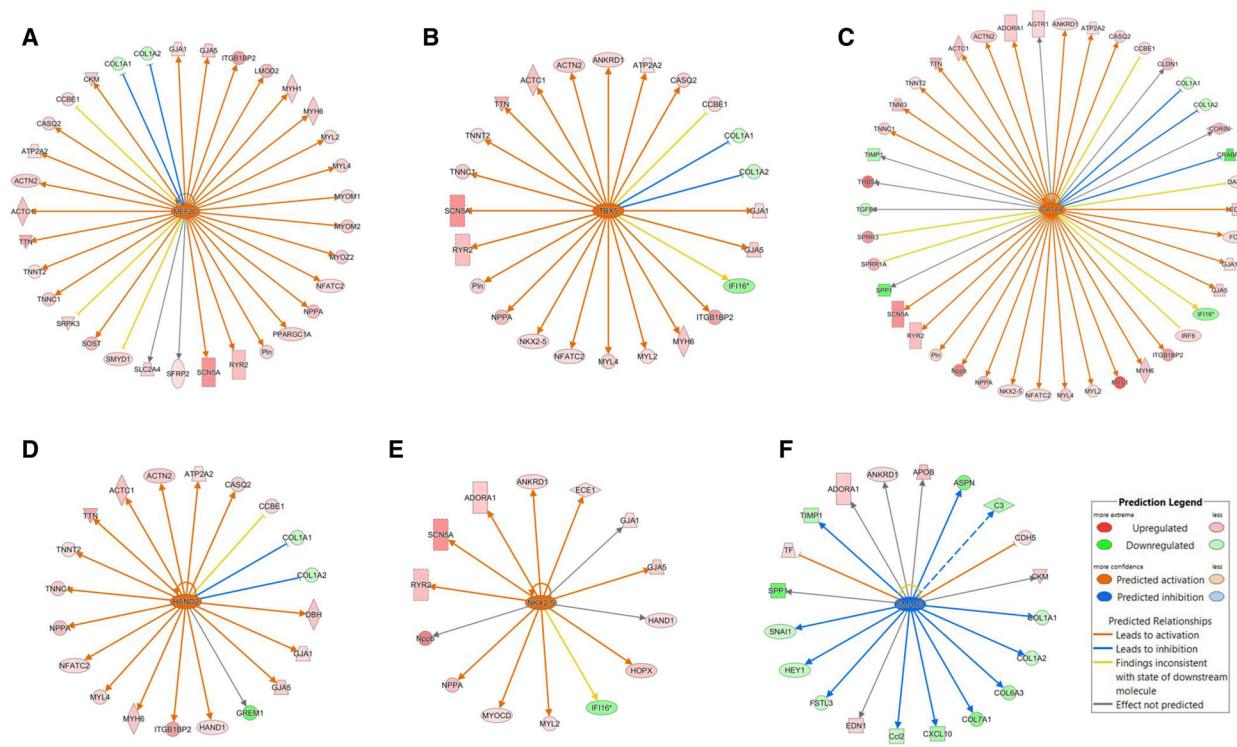 A
COL1A2
GJA1
GJA5
COL1A1
ITGB1BP2
CKM
LMOD2
CCBE1
MYH1
CASQ2
MYH6
ATP2A2
MYL2
ACTN2
MYL4
ACTC1
MYOM1
TTN
MYOM2
TNNT2
MYOZ2
TNNC1
NFATC2
SRPK3
NPPA
SOST
PPARGC1A
SMYD1
Pln
SLC2A4
RYR2
SFRP2
SCN5A
B
ANKRD1
ACTN2
ATP2A2
ACTC1
CASQ2
TTN
CCBE1
TNNT2
COL1A1
TNNC1
COL1A2
SCN5A
TBX5
GJA1
RYR2
GJA5
Pln
IFI16*
NPPA
ITGB1BP2
NKX2-5
MYH6
NFATC2
MYL2
MYL4
C
AGTR1
ANKRD1
ADORA1
ATP2A2
ACTN2
CASQ2
ACTC1
CCBE1
TTN
CLDN1
TNNT2
COL1A1
TNNI3
COL1A2
TNNC1
CORIN
TIMP1
GATA4
SPRR3
SPRR1A
GJA5
SPP1
IFI16*
SCN5A
IRF6
RYR2
ITGB1BP2
Pln
MYH6
Nppb
NPPA
MYL2
NKX2-5
MYL4
NFATC2
D
ACTN2
ATP2A2
ACTC1
CASQ2
TTN
CCBE1
TNNT2
COL1A1
TNNC1
COL1A2
HAND2
NPPA
DBH
NFATC2
GJA1
MYL4
GJA5
MYH6
GREM1
ITGB1BP2
HAND1
E
ANKRD1
ECE1
ADORA1
GJA1
SCN5A
GJA5
RYR2
NKX2-5
HAND1
Nppb
HOPX
NPPA
IFI16*
MYOCD
MYL2
F
ANKRD1
APOB
ADORA1
ASPN
TIMP1
C3
TF
CDH5
SPP1
CKM
SNAI1
COL1A1
HEY1
COL1A2
FSTL3
COL6A3
EDN1
COL7A1
Ccl2
CXCL10
Prediction Legend
more extreme less
Upregulated
Downregulated
more confidence less
Predicted activation
Predicted inhibition
Predicted Relationships
Leads to activation
Leads to inhibition
Findings inconsistent
with state of downstream
molecule
Effect not predicted